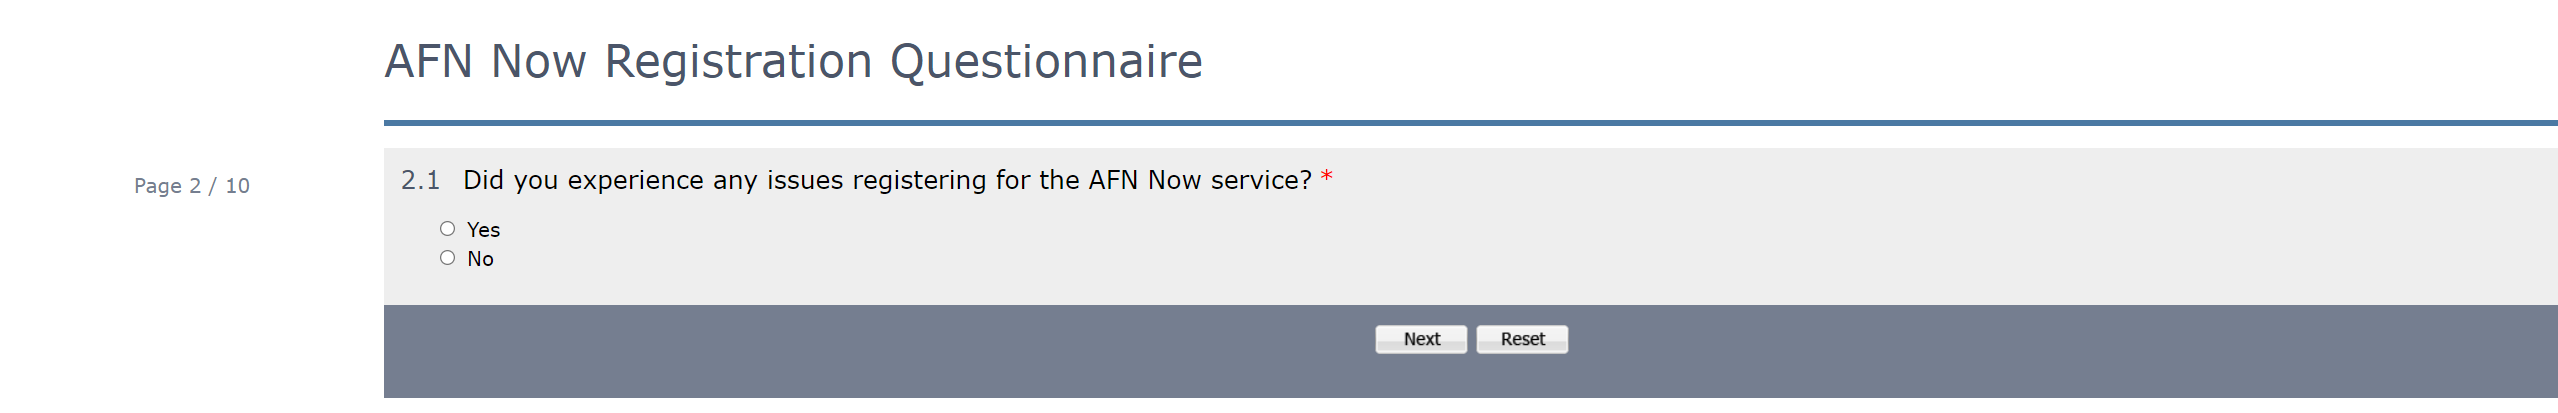 AFN Now Registration Questionnaire
Page 2 / 10
2.1 Did you experience any issues registering for the AFN Now service? *
Yes
No
Next Reset